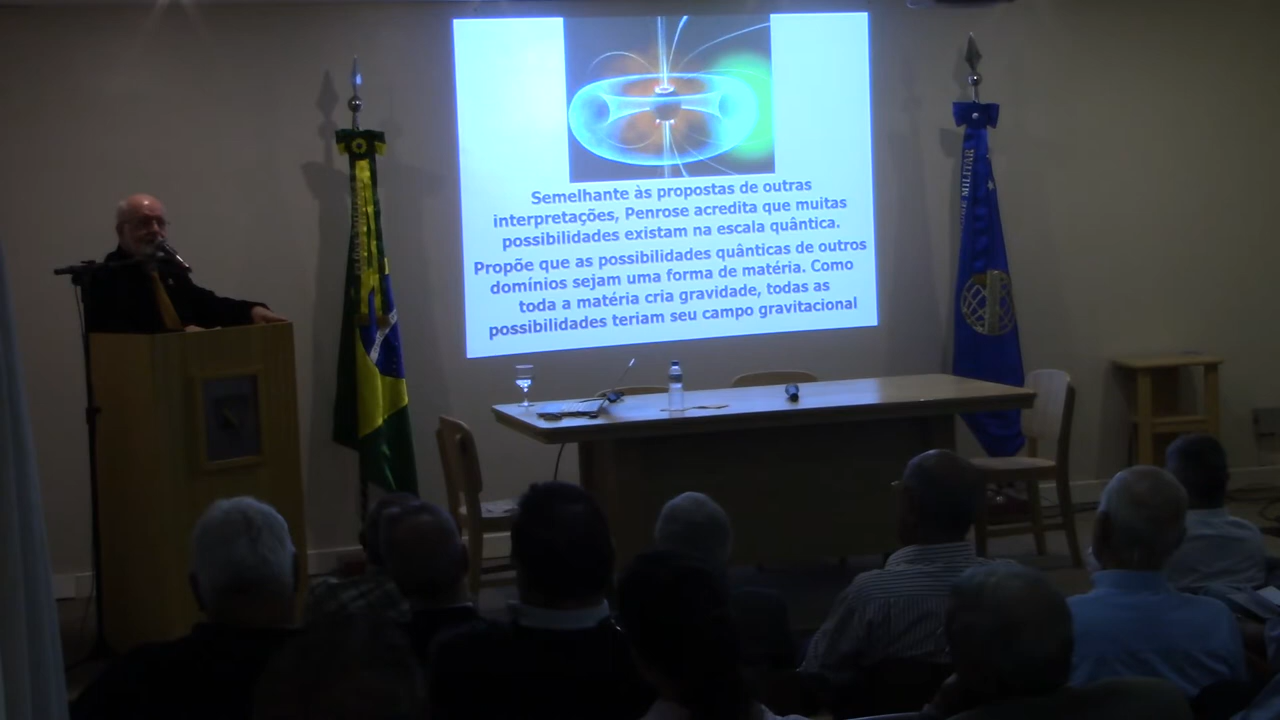 Semelhante às propostas de outras
interpretações, Penrose acredita que muitas
possibilidades existam na escala quântica.
Propõe que as possibilidades quânticas de outros
domínios sejam uma forma de matéria. Como
toda a matéria cria gravidade, todas as
possibilidades teriam seu campo gravitacional
MILITAR